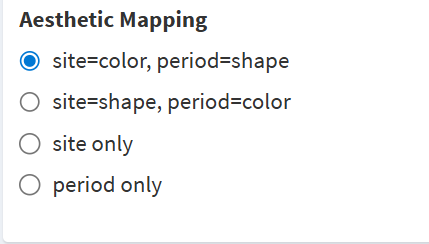 Aesthetic Mapping
site=color, period=shape
site=shape, period=color
site only
period only